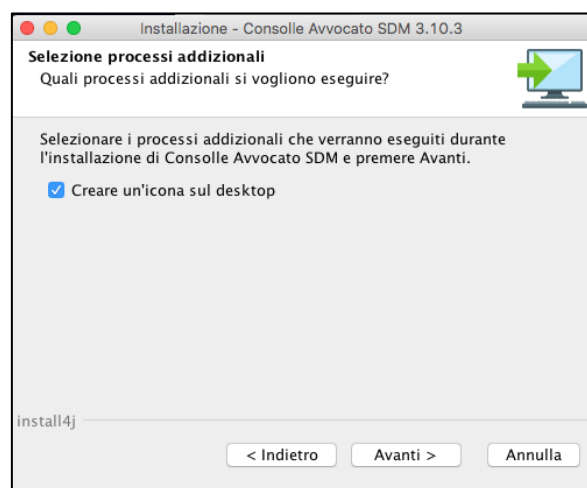 Installazione - Consolle Avvocato SDM 3.10.3
Selezione processi addizionali
Quali processi addizionali si vogliono eseguire?
Selezionare i processi addizionali che verranno eseguiti durante
l'installazione di Consolle Avvocato SDM e premere Avanti.
Creare un'icona sul desktop
install4j
< Indietro
Avanti >
Annulla